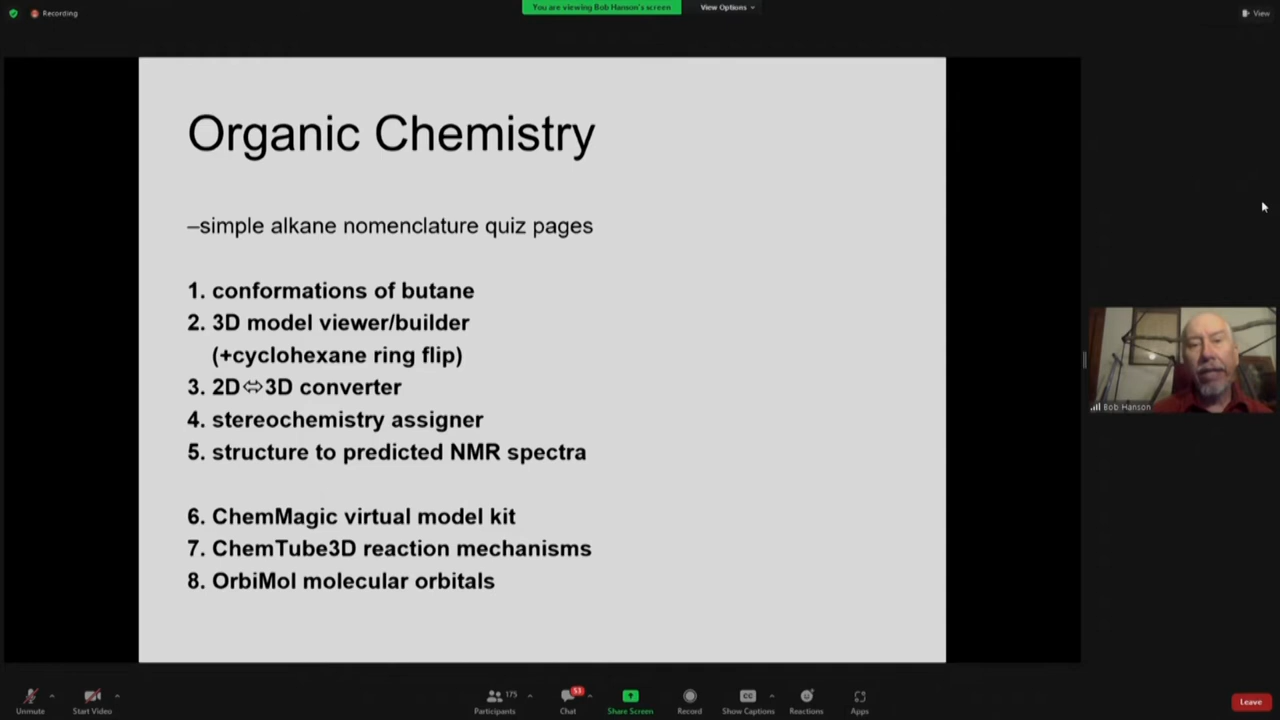 Recording
You are viewing Bob Hanson's screen
View Options
View
Organic Chemistry
–simple alkane nomenclature quiz pages
1. conformations of butane
2. 3D model viewer/builder
(+cyclohexane ring flip)
3. 2D⇔3D converter
4. stereochemistry assigner
5. structure to predicted NMR spectra
6. ChemMagic virtual model kit
7. ChemTube3D reaction mechanisms
8. OrbiMol molecular orbitals
Bob Hanson
Unmute
Start Video
175
Participants
53
Chat
Share Screen
Record
CC
Show Captions
Reactions
Apps
Leave